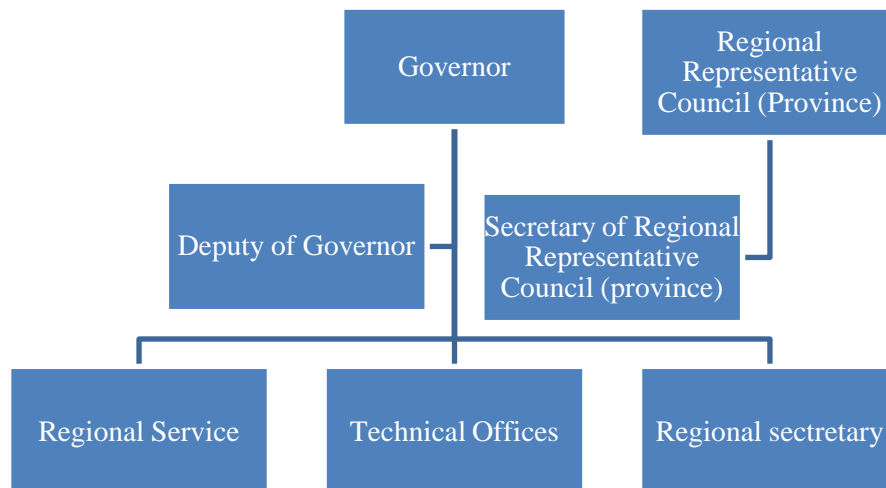 Governor
Regional
Representative
Council (Province)
Deputy of Governor
Secretary of Regional
Representative
Council (province)
Regional Service
Technical Offices
Regional sectretary